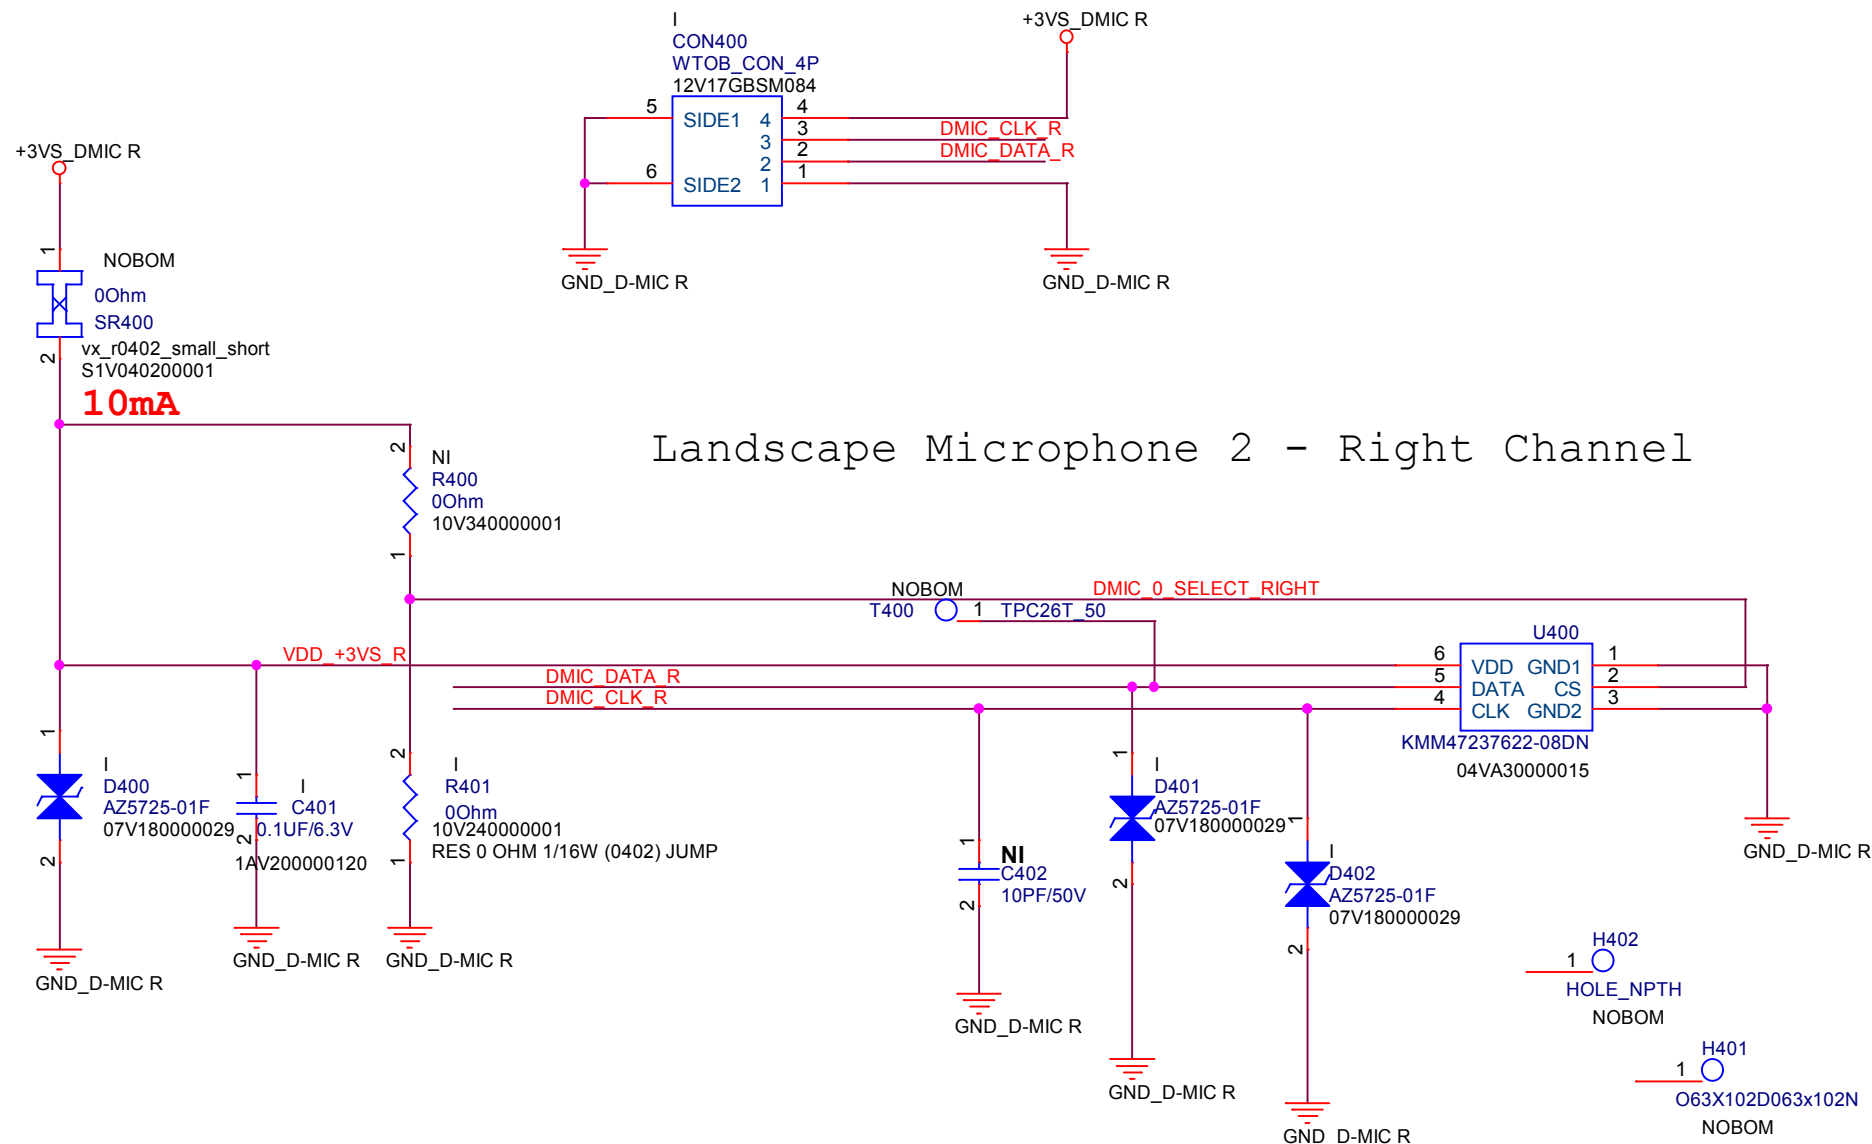 I
CON400
WTOB_CON_4P
12V17GBSM084
5
6
SIDE1
SIDE2
4
3
2
1
4
3
2
1
+3VS_DMIC R
DMIC_CLK_R
DMIC_DATA_R
GND_D-MIC R
GND_D-MIC R
+3VS_DMIC R
1
NOBOM
0Ohm
SR400
2
vx_r0402_small_short
S1V040200001
10mA
Landscape Microphone 2 - Right Channel
2
NI
R400
0Ohm
10V340000001
1
NOBOM
T400
1
TPC26T_50
DMIC_0_SELECT_RIGHT
VDD_+3VS_R
DMIC_DATA_R
DMIC_CLK_R
U400
6
5
4
VDD
DATA
CLK
GND1
CS
GND2
1
2
3
KMM47237622-08DN
04VA30000015
GND_D-MIC R
1
I
D400
AZ5725-01F
07V180000029
2
GND_D-MIC R
1
I
C401
0.1UF/6.3V
2
1AV200000120
GND_D-MIC R
2
I
R401
0Ohm
10V240000001
RES 0 OHM 1/16W (0402) JUMP
1
GND_D-MIC R
1
NI
C402
10PF/50V
2
GND_D-MIC R
1
I
D401
AZ5725-01F
07V180000029
2
GND_D-MIC R
1
I
D402
AZ5725-01F
07V180000029
2
GND_D-MIC R
H402
1
HOLE_NPTH
NOBOM
H401
1
O63X102D063x102N
NOBOM